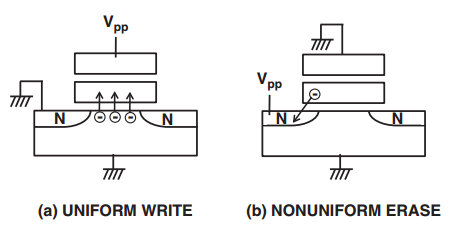 Vpp
N
N
(a) UNIFORM WRITE
Vpp
N
N
(b) NONUNIFORM ERASE